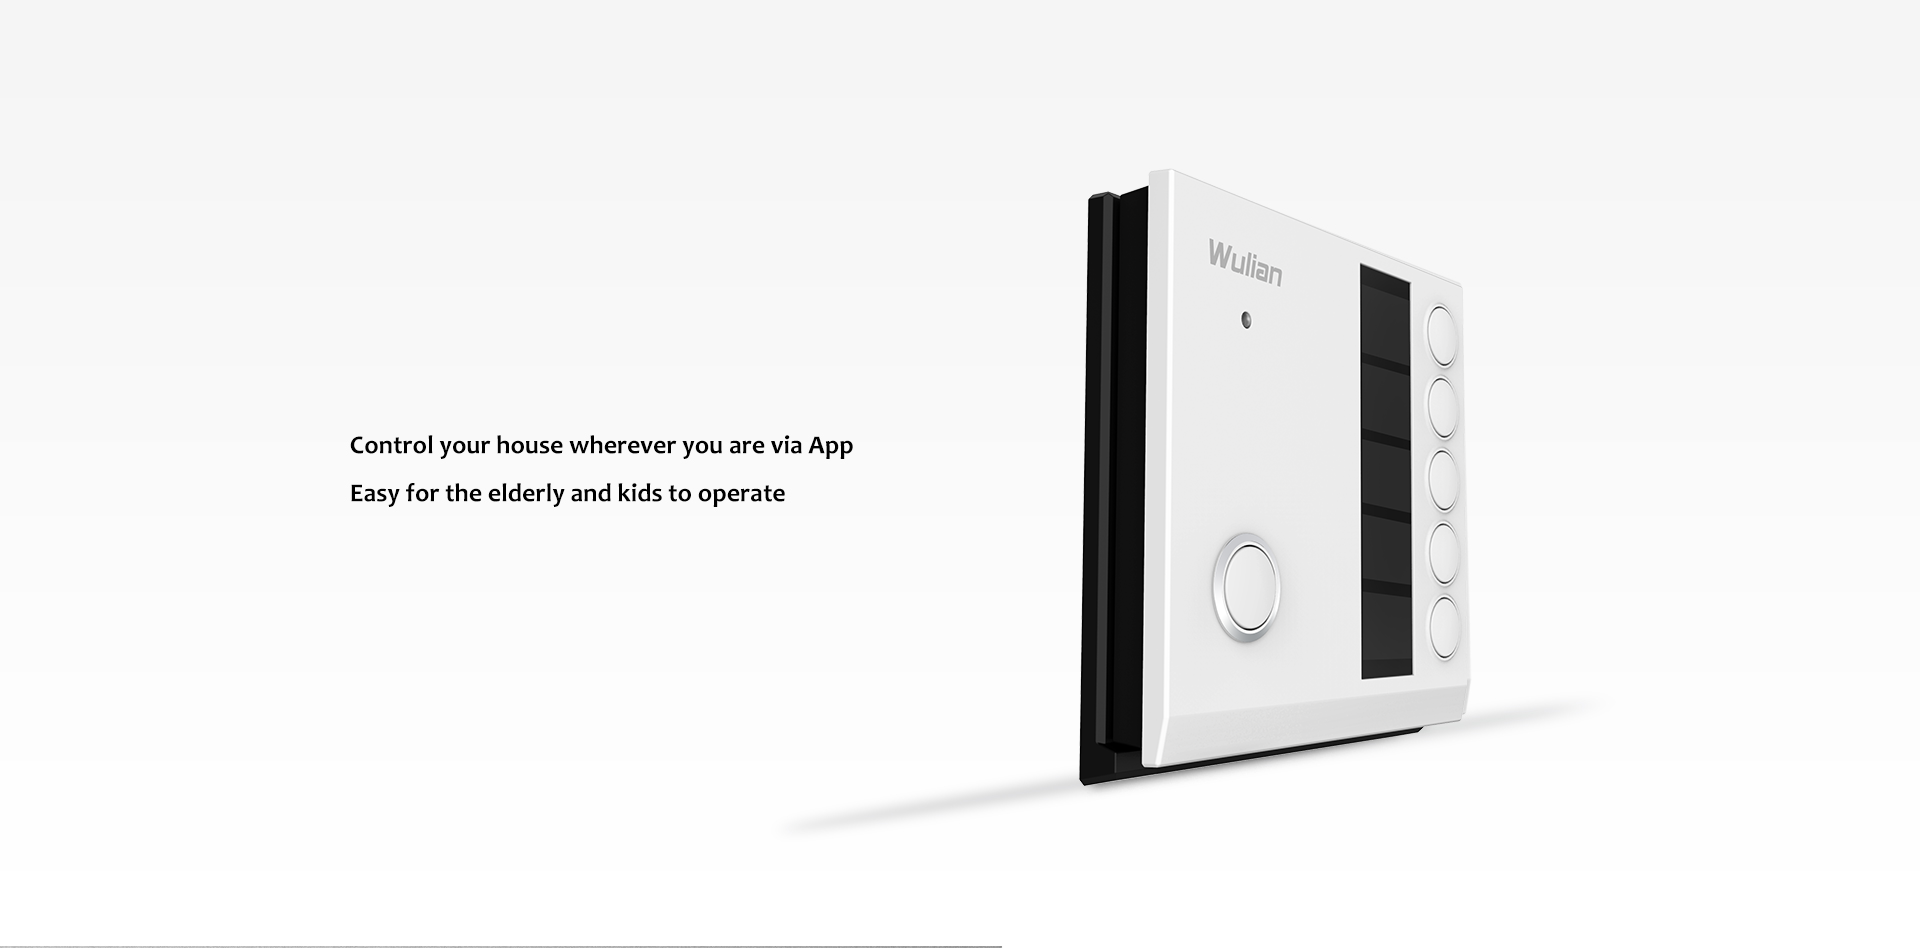 Wulian
Control your house wherever you are via App
Easy for the elderly and kids to operate